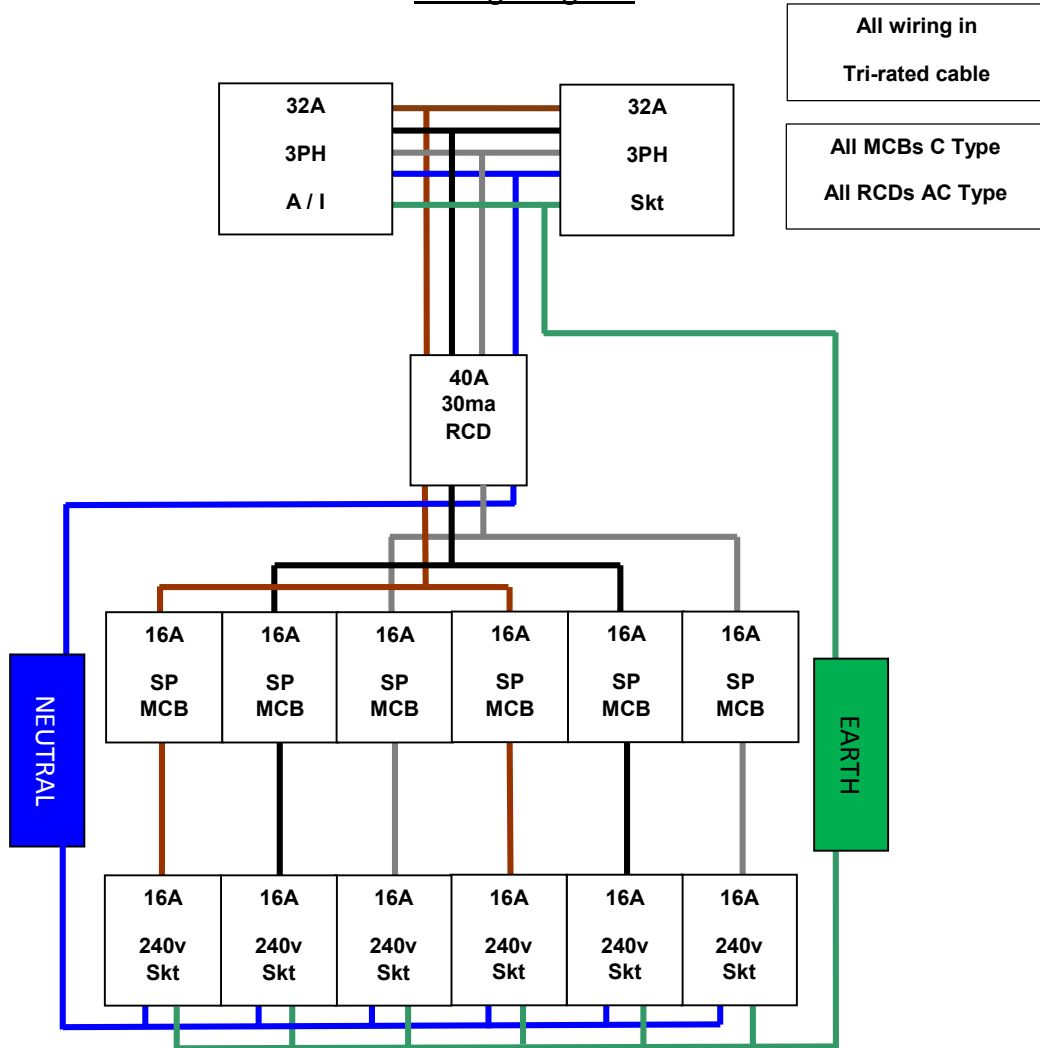 All wiring in
Tri-rated cable
All MCBs C Type
All RCDs AC Type
32A
3PH
A / I
32A
3PH
Skt
40A
30ma
RCD
16A
SP
MCB
16A
SP
MCB
16A
SP
MCB
16A
SP
MCB
16A
SP
MCB
16A
SP
MCB
NEUTRAL
EARTH
16A
240v
Skt
16A
240v
Skt
16A
240v
Skt
16A
240v
Skt
16A
240v
Skt
16A
240v
Skt